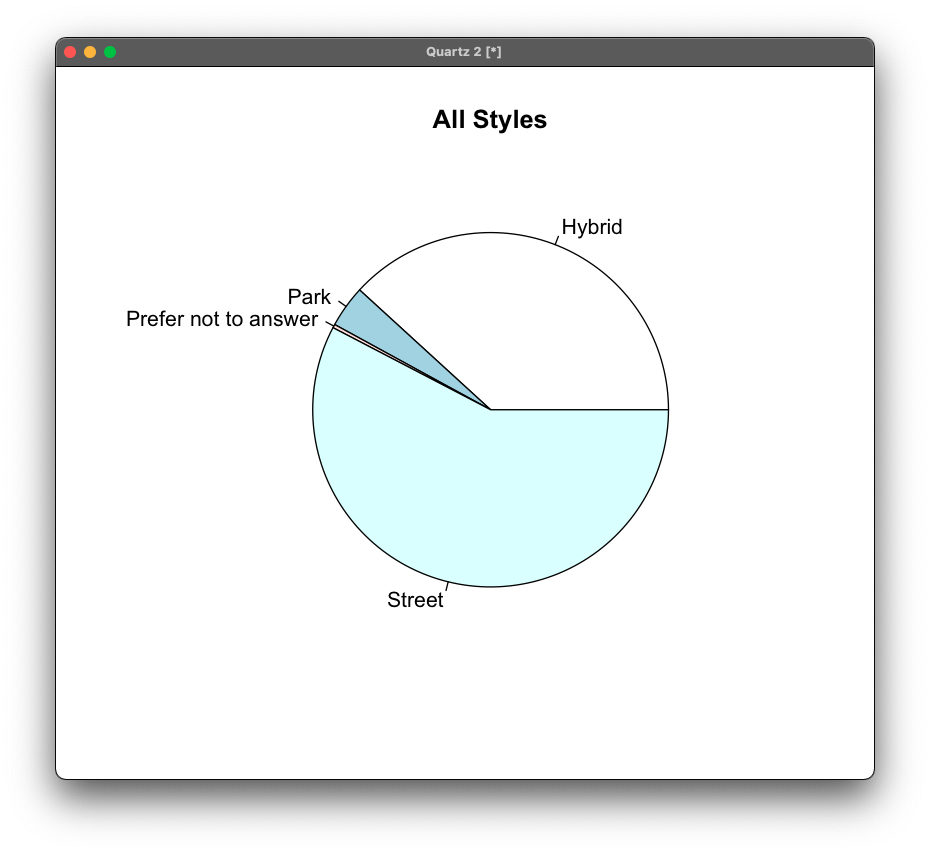 Quartz 2 [*]
All Styles
Hybrid
Park
Prefer not to answer
Street